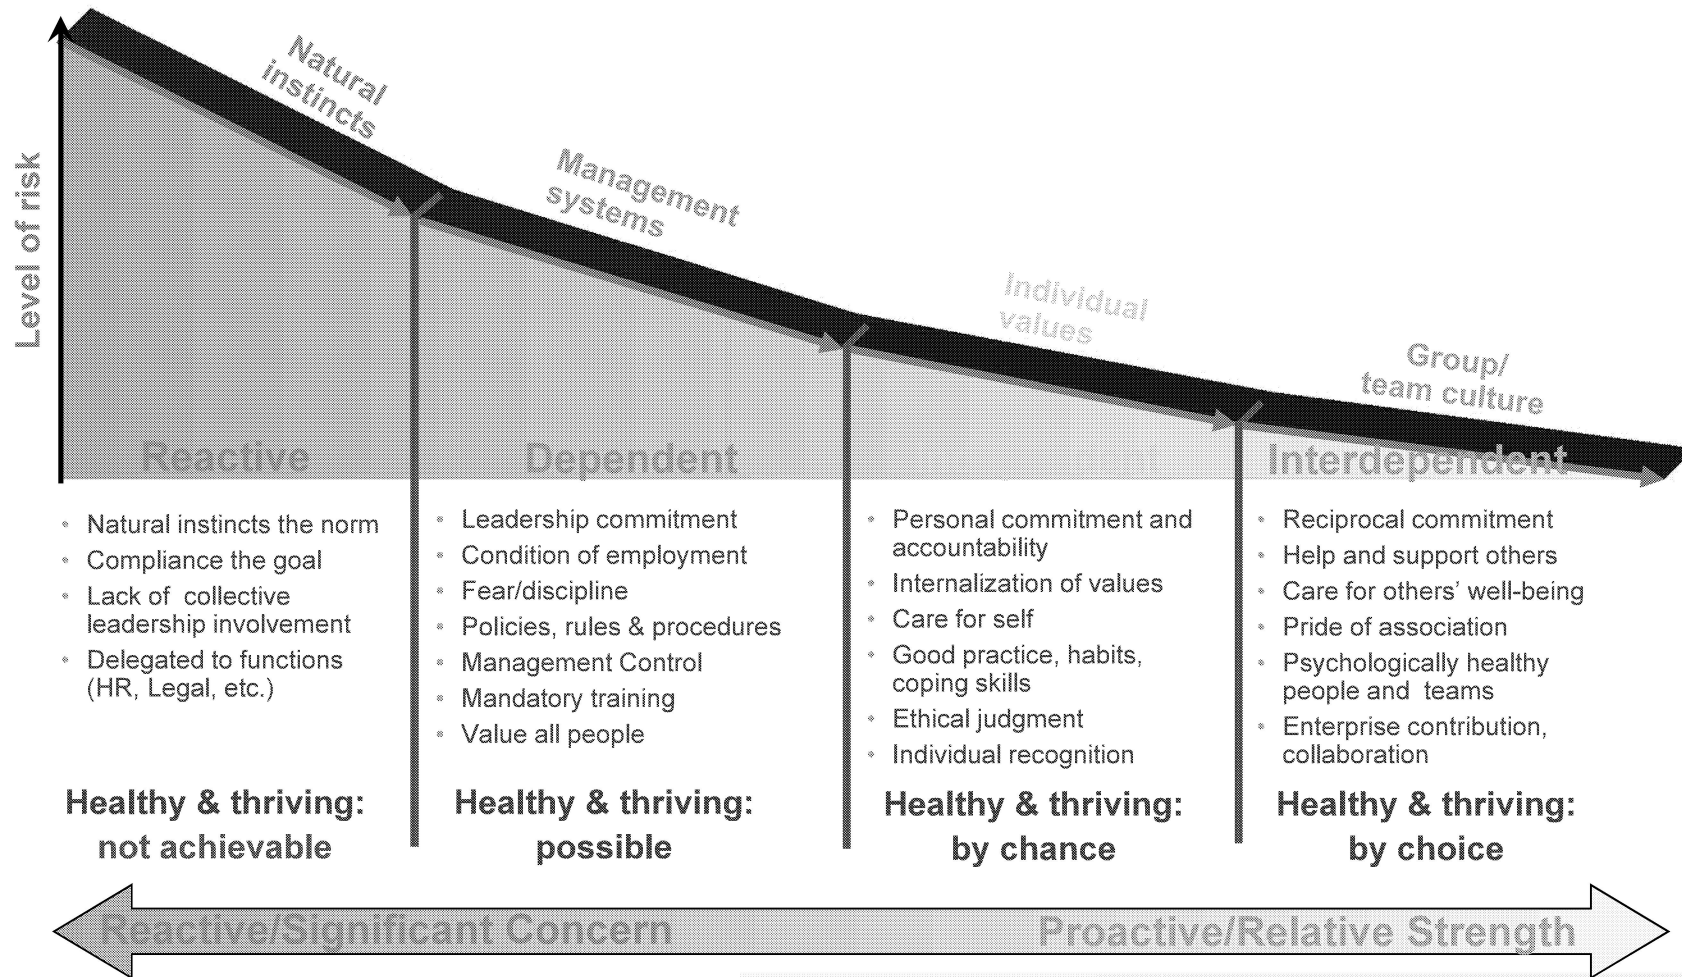 Natural
instincts
Management
systems
Individual
values
Group/
team culture
Level of risk
Reactive
Dependent
Interdependent
• Natural instincts the norm
• Compliance the goal
• Lack of collective
leadership involvement
• Delegated to functions
(HR, Legal, etc.)
Healthy & thriving:
not achievable
• Leadership commitment
• Condition of employment
• Fear/discipline
• Policies, rules & procedures
• Management Control
• Mandatory training
• Value all people
Healthy & thriving:
possible
• Personal commitment and
accountability
• Internalization of values
• Care for self
• Good practice, habits,
coping skills
• Ethical judgment
• Individual recognition
Healthy & thriving:
by chance
• Reciprocal commitment
• Help and support others
• Care for others' well-being
• Pride of association
• Psychologically healthy
people and teams
• Enterprise contribution,
collaboration
Healthy & thriving:
by choice
Reactive/Significant Concern
Proactive/Relative Strength